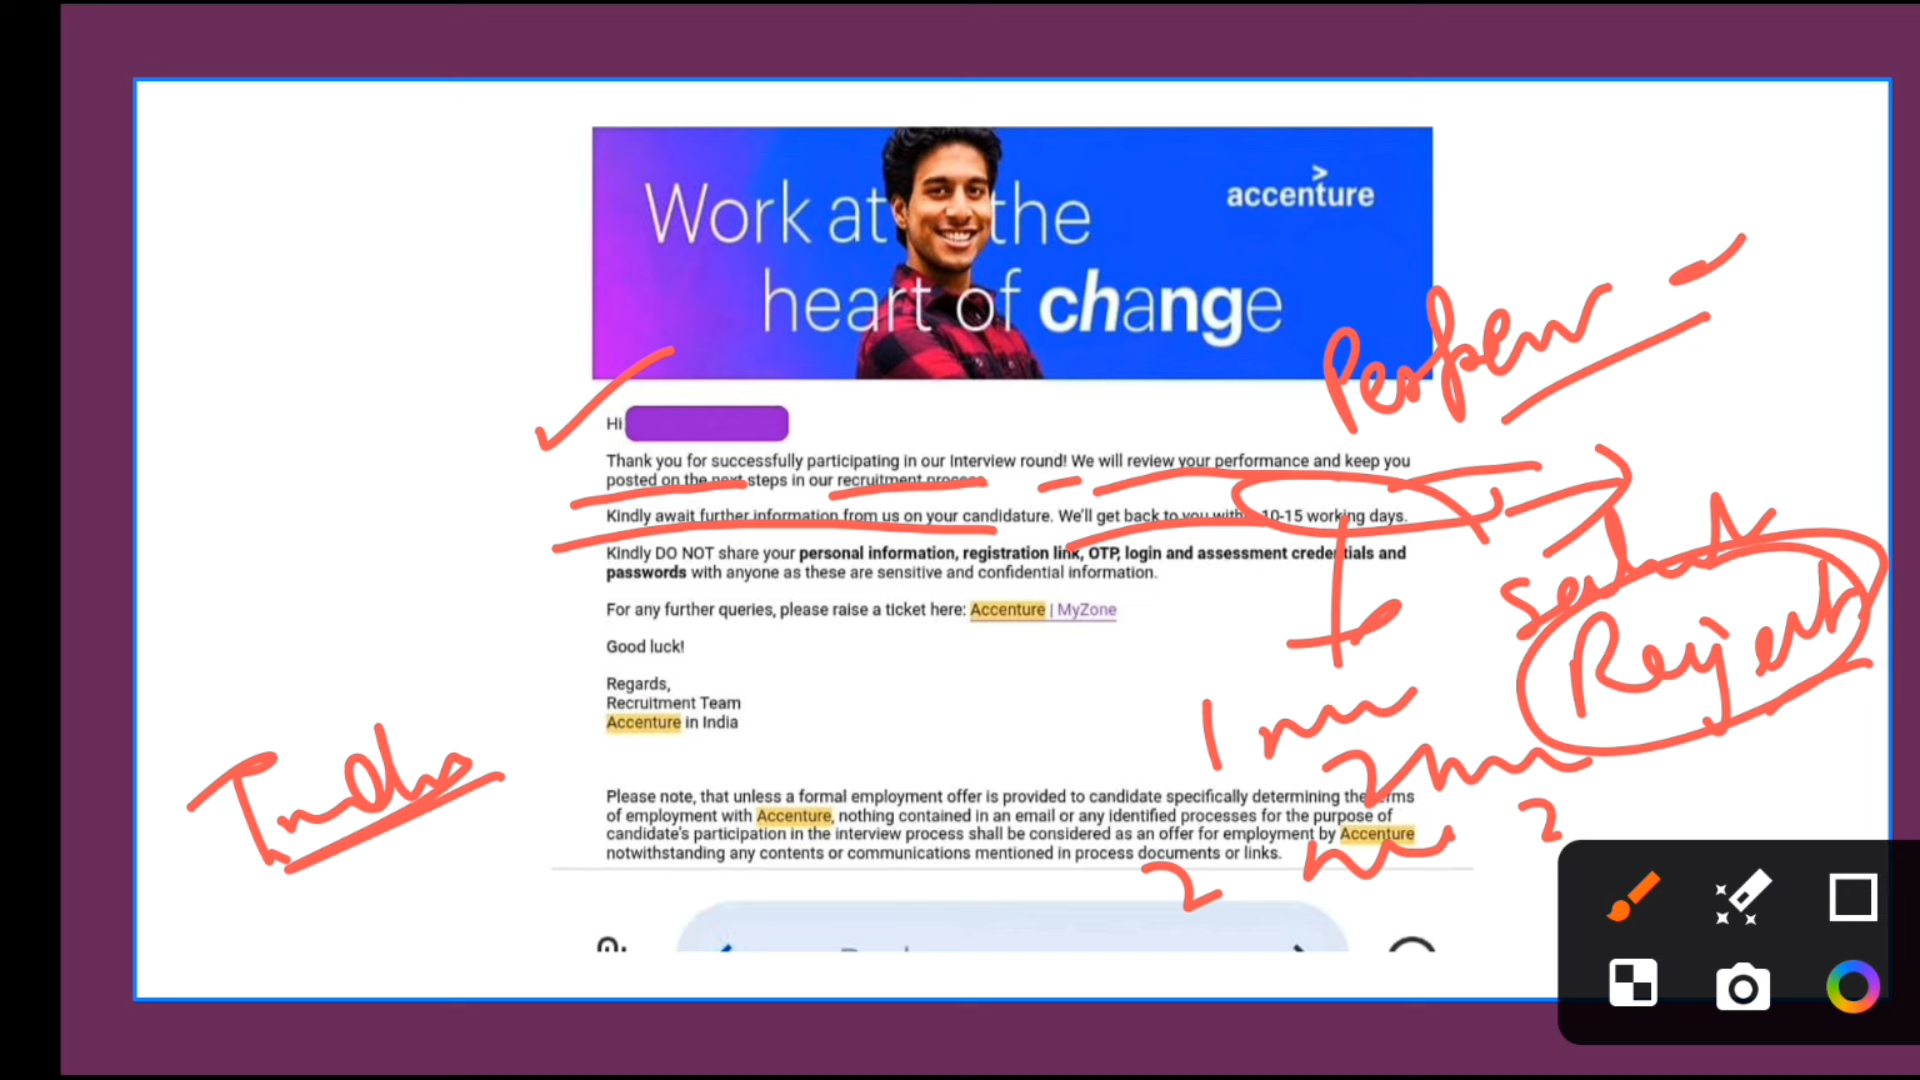 Work at the
heart of change
accenture
Hi
Thank you for successfully participating in our Interview round! We will review your performance and keep you
posted on the next steps in our recruitment process
Kindly await further information from us on your candidature. We'll get back to you within 10-15 working days.
Kindly DO NOT share your personal information, registration link, OTP, login and assessment credentials and
passwords with anyone as these are sensitive and confidential information.
For any further queries, please raise a ticket here: Accenture | MyZone
Good luck!
Regards,
Recruitment Team
Accenture in India
Please note, that unless a formal employment offer is provided to candidate specifically determining the terms
of employment with Accenture, nothing contained in an email or any identified processes for the purpose of
candidate's participation in the interview process shall be considered as an offer for employment by Accenture
notwithstanding any contents or communications mentioned in process documents or links.
India
1
2
2
2